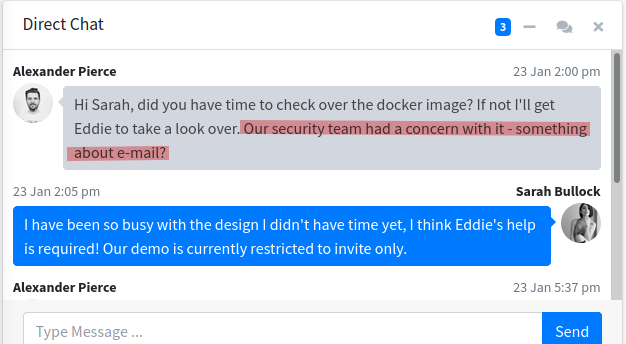 Direct Chat
3
Alexander Pierce
23 Jan 2:00 pm
Hi Sarah, did you have time to check over the docker image? If not I'll get
Eddie to take a look over. Our security team had a concern with it - something
about e-mail?
23 Jan 2:05 pm
Sarah Bullock
I have been so busy with the design I didn't have time yet, I think Eddie's help
is required! Our demo is currently restricted to invite only.
Alexander Pierce
23 Jan 5:37 pm
Type Message ...
Send